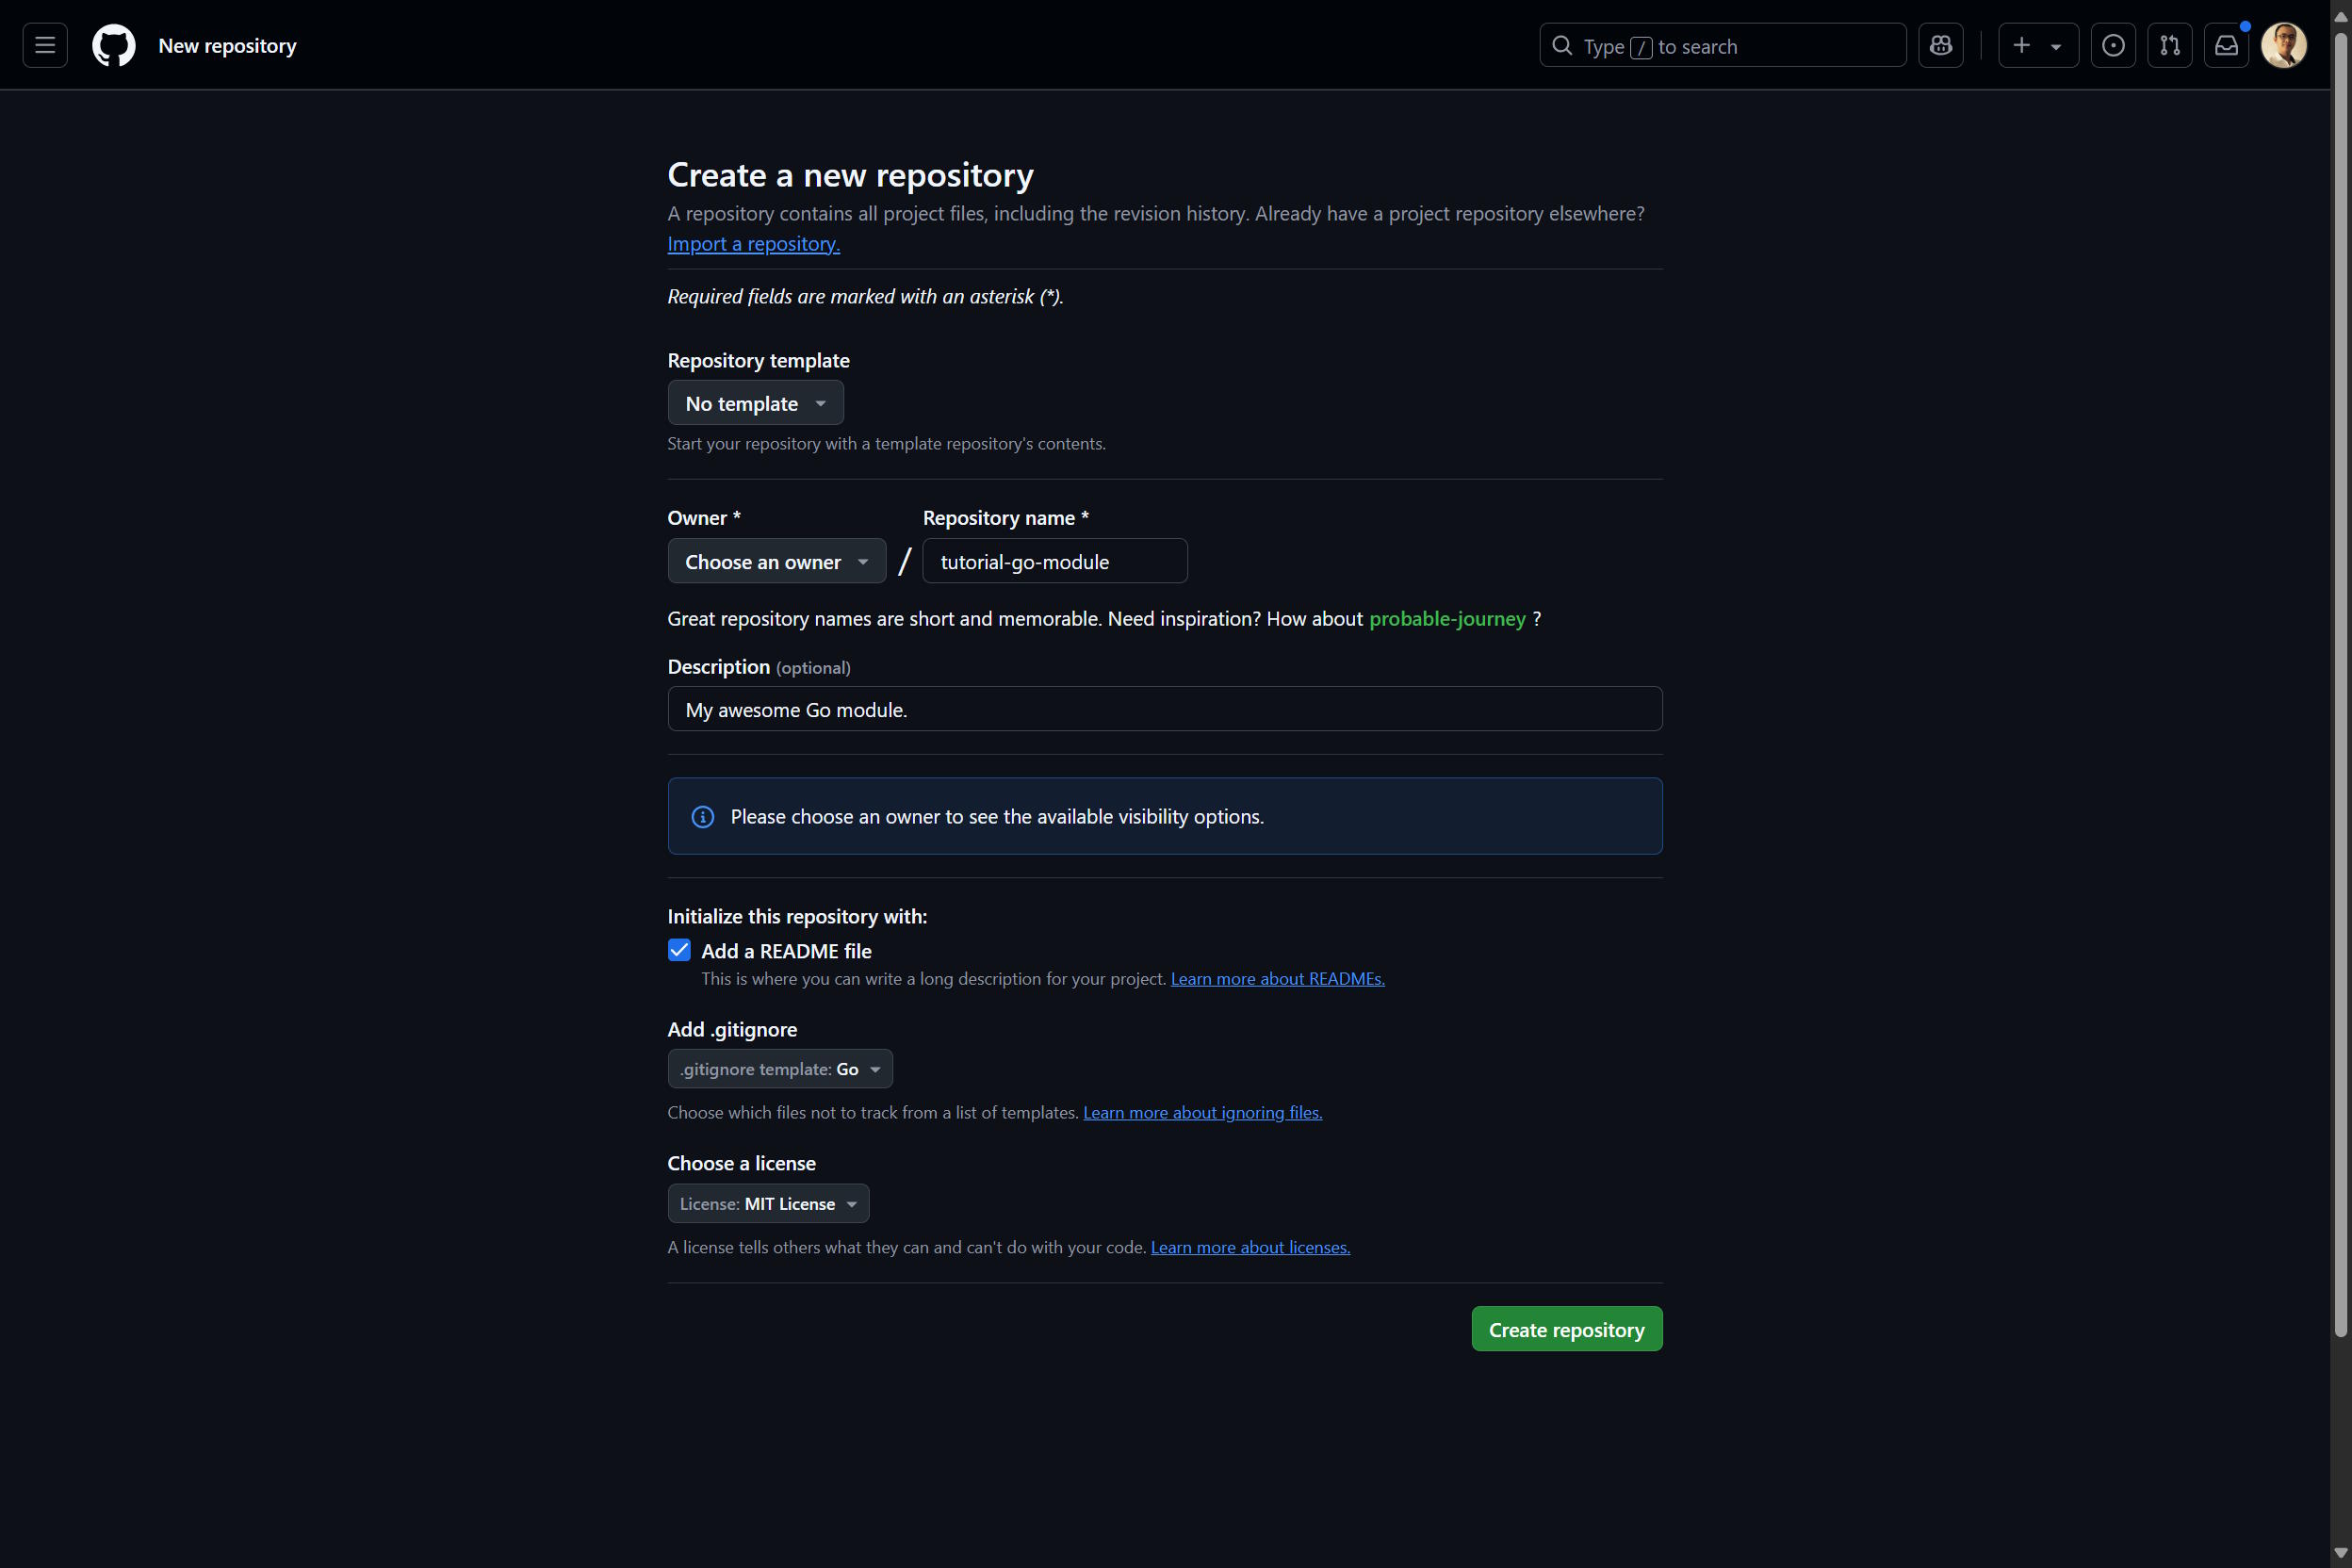 New repository
Type / to search
Create a new repository
A repository contains all project files, including the revision history. Already have a project repository elsewhere?
Import a repository.
Required fields are marked with an asterisk (*).
Repository template
No template
Start your repository with a template repository's contents.
Owner * Repository name *
Choose an owner / tutorial-go-module
Great repository names are short and memorable. Need inspiration? How about probable-journey ?
Description (optional)
My awesome Go module.
Please choose an owner to see the available visibility options.
Initialize this repository with:
Add a README file
This is where you can write a long description for your project. Learn more about READMEs.
Add .gitignore
.gitignore template: Go
Choose which files not to track from a list of templates. Learn more about ignoring files.
Choose a license
License: MIT License
A license tells others what they can and can't do with your code. Learn more about licenses.
Create repository